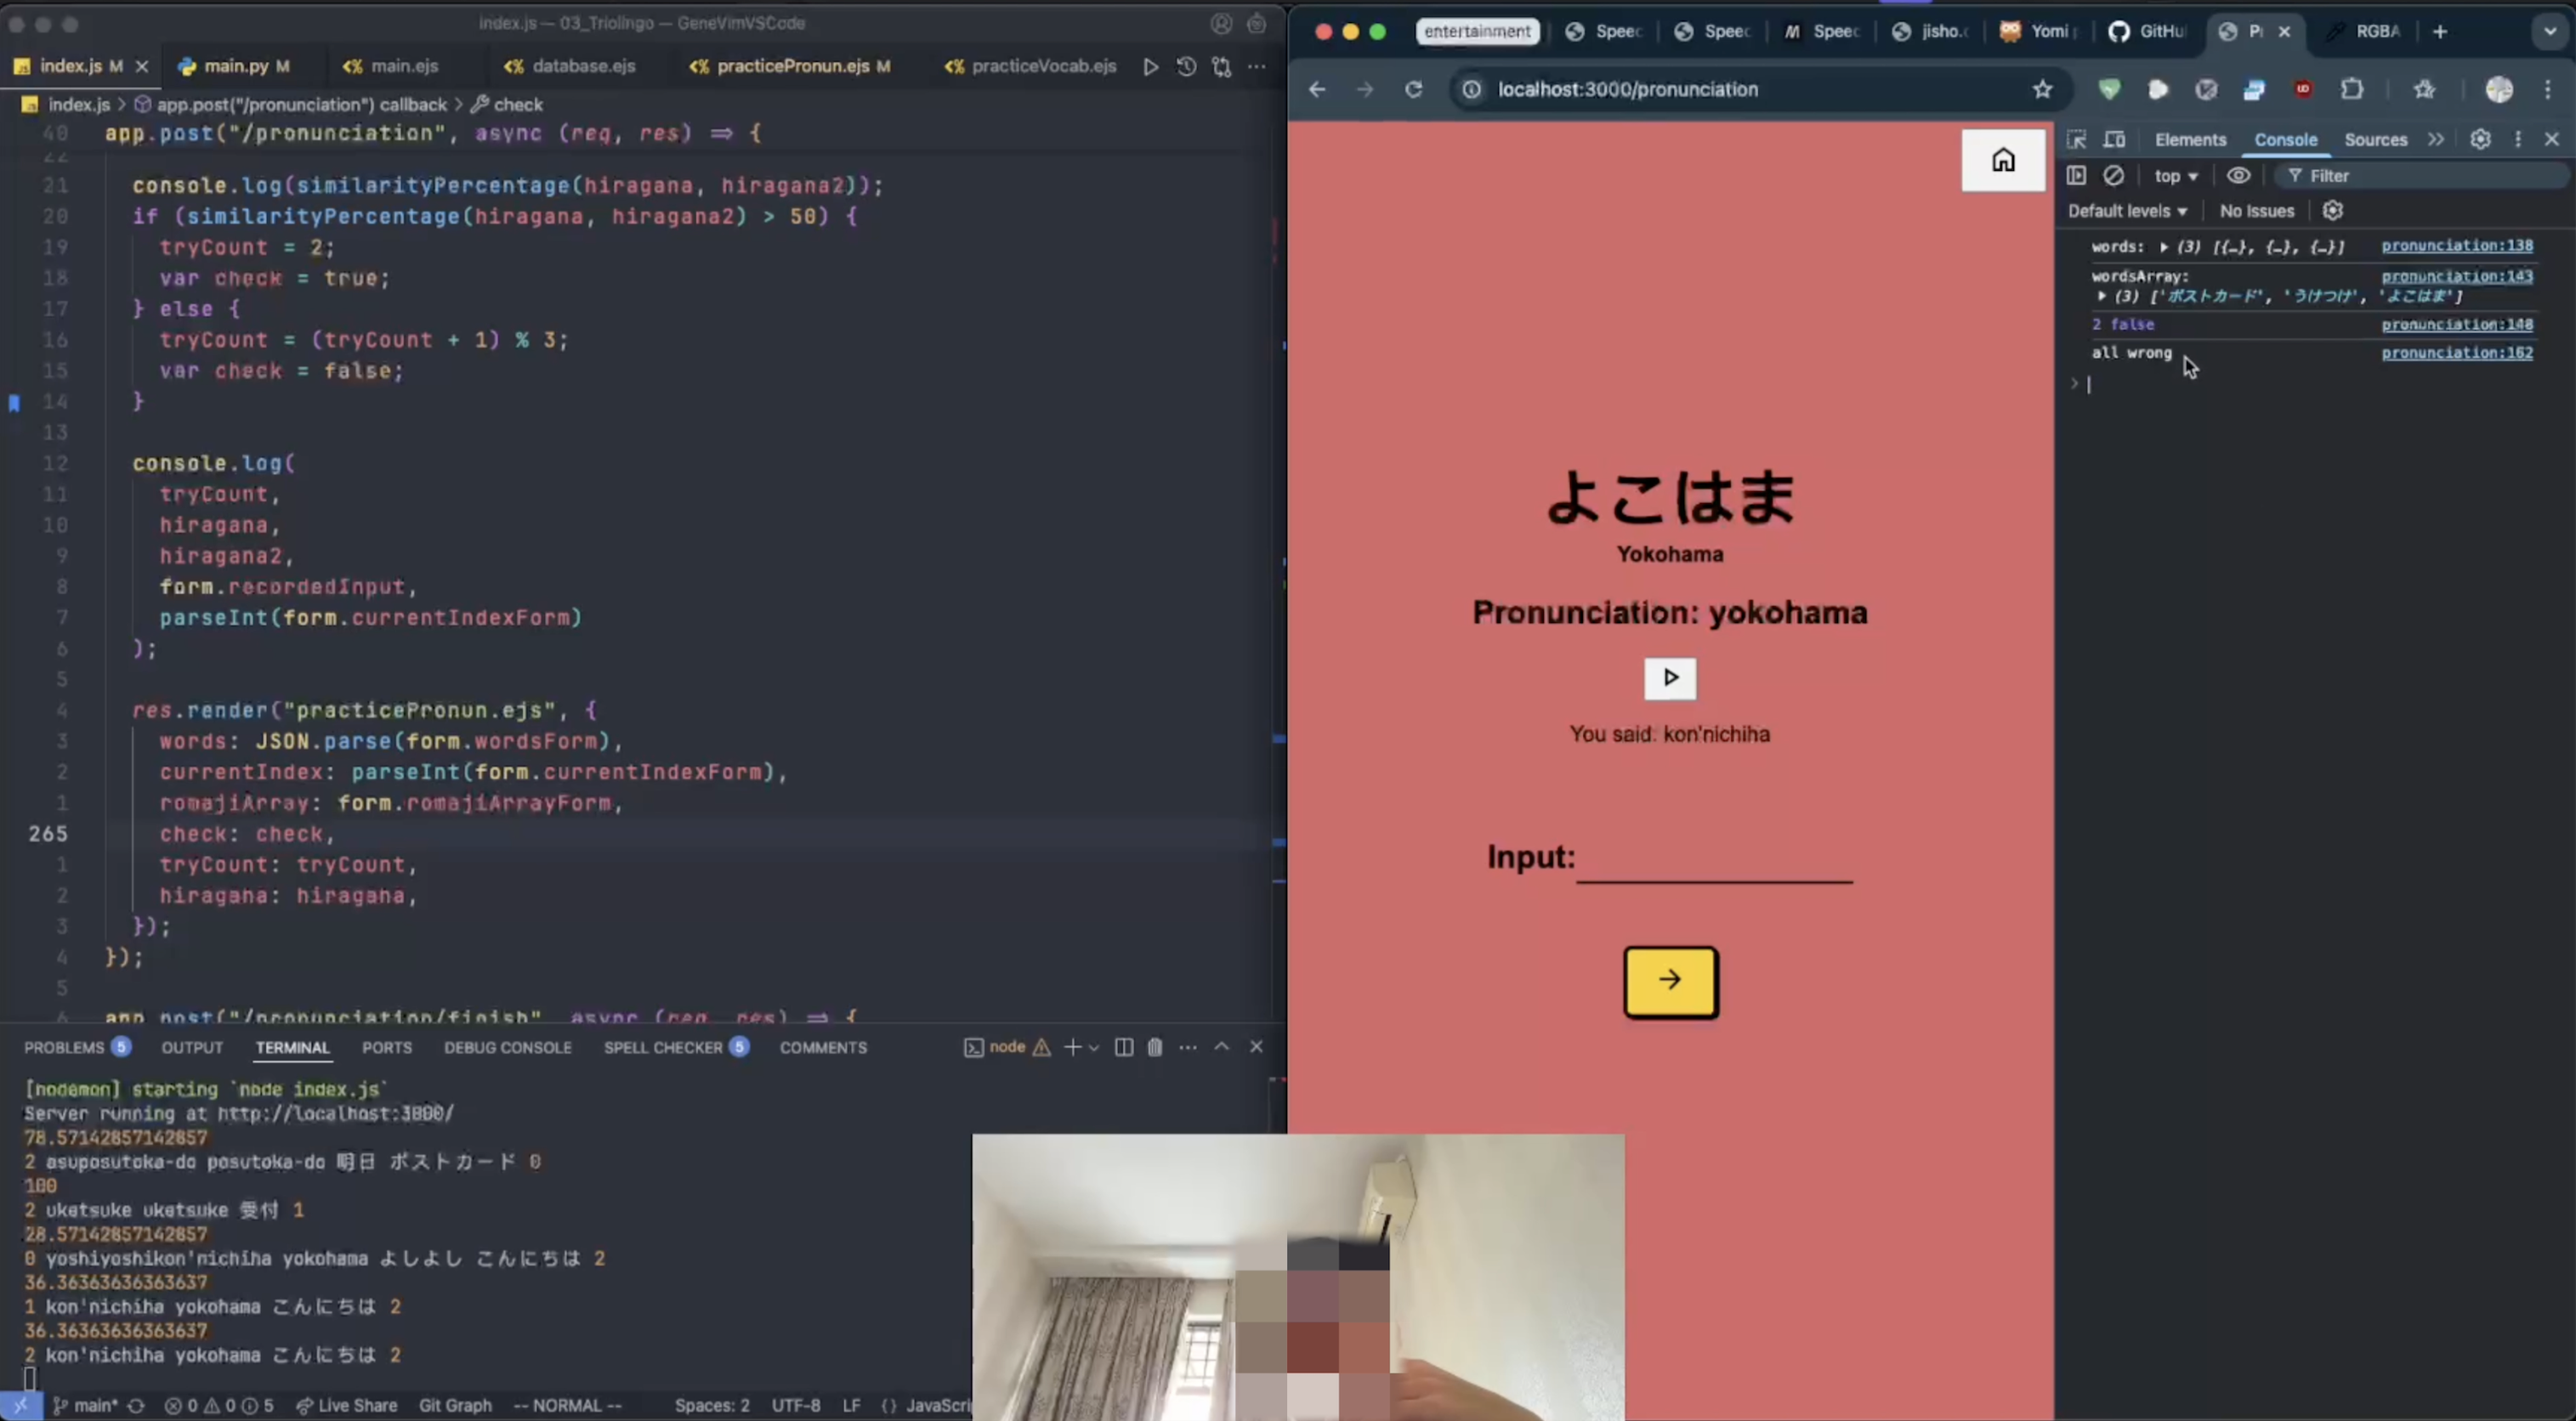 index.js — 03_Triolingo — GeneVimVSCode
index.js M
main.py M
main.ejs
database.ejs
practicePronun.ejs M
practiceVocab.ejs
index.js > app.post("/pronunciation") callback > check
40 app.post("/pronunciation", async (req, res) => {
22
21 console.log(similarityPercentage(hiragana, hiragana2));
20 if (similarityPercentage(hiragana, hiragana2) > 50) {
19 tryCount = 2;
18 var check = true;
17 } else {
16 tryCount = (tryCount + 1) % 3;
15 var check = false;
14 }
13
12 console.log(
11 tryCount,
10 hiragana,
9 hiragana2,
8 form.recordedInput,
7 parseInt(form.currentIndexForm)
6 );
5
4 res.render("practicePronun.ejs", {
3 words: JSON.parse(form.wordsForm),
2 currentIndex: parseInt(form.currentIndexForm),
1 romajiArray: form.romajiArrayForm,
265 check: check,
1 tryCount: tryCount,
2 hiragana: hiragana,
3 });
4 });
5
6 app.post("/pronunciation/finish", async (req, res) => {
PROBLEMS 5 OUTPUT TERMINAL PORTS DEBUG CONSOLE SPELL CHECKER 5 COMMENTS
node
[nodemon] starting `node index.js`
Server running at http://localhost:3000/
78.57142857142857
2 asuposutoka-do posutoka-do 明日 ポストカード 0
100
2 uketsuke uketsuke 受付 1
28.57142857142857
0 yoshiyoshikon'nichiha yokohama よしよし こんにちは 2
36.36363636363637
1 kon'nichiha yokohama こんにちは 2
36.36363636363637
2 kon'nichiha yokohama こんにちは 2
main* 0 0 5 Live Share Git Graph -- NORMAL -- Spaces: 2 UTF-8 LF {} JavaScri
entertainment
Speec
Speec
Speec
jisho.c
Yomi
GitHu
RGBA
localhost:3000/pronunciation
よこはま
Yokohama
Pronunciation: yokohama
You said: kon'nichiha
Input:
Elements Console Sources
top
Filter
Default levels
No Issues
words: (3) [{…}, {…}, {…}] pronunciation:138
wordsArray: pronunciation:143
(3) ['ポストカード', 'うけつけ', 'よこはま']
2 false pronunciation:148
all wrong pronunciation:162